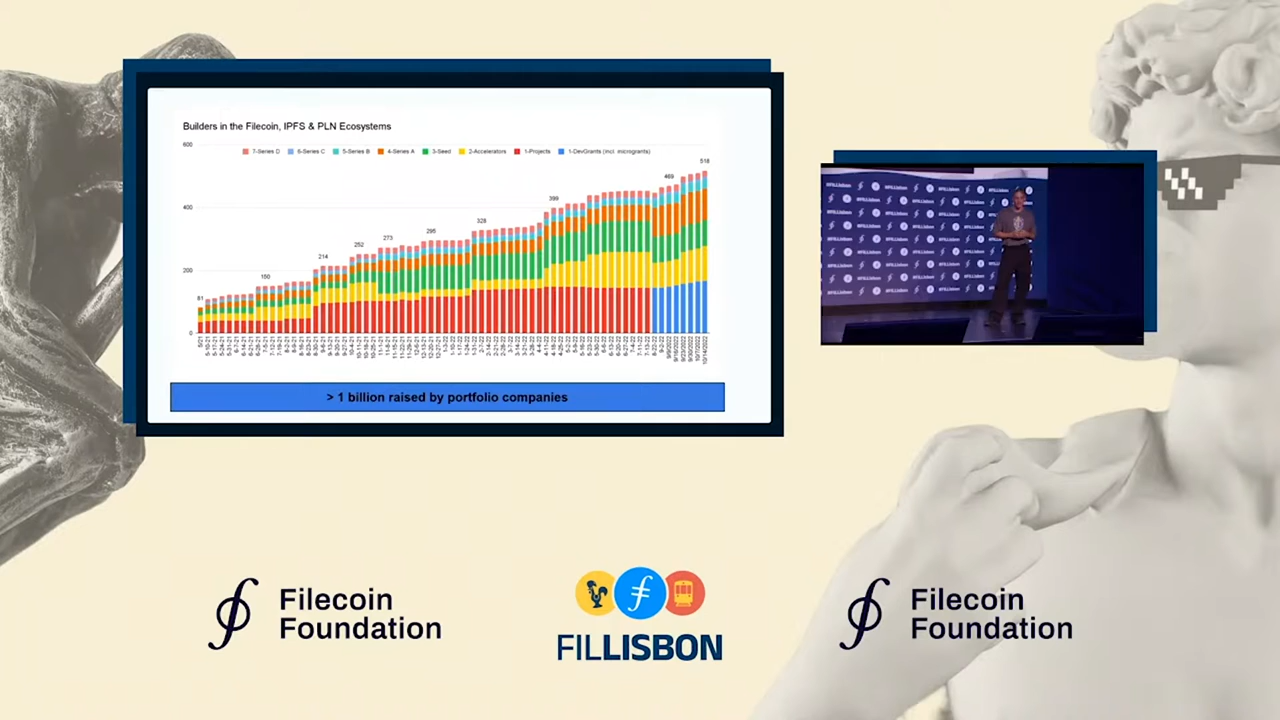 Builders in the Filecoin, IPFS & PLN Ecosystems
7-Series D 6-Series C 5-Series B 4-Series A 3-Seed 2-Accelerators 1-Projects 1-DevGrants (incl. microgrants)
600
400
200
0
81
150
214
252
273
295
328
399
469
518
> 1 billion raised by portfolio companies
#FILLisbon
Filecoin
Foundation
FILLISBON
Filecoin
Foundation